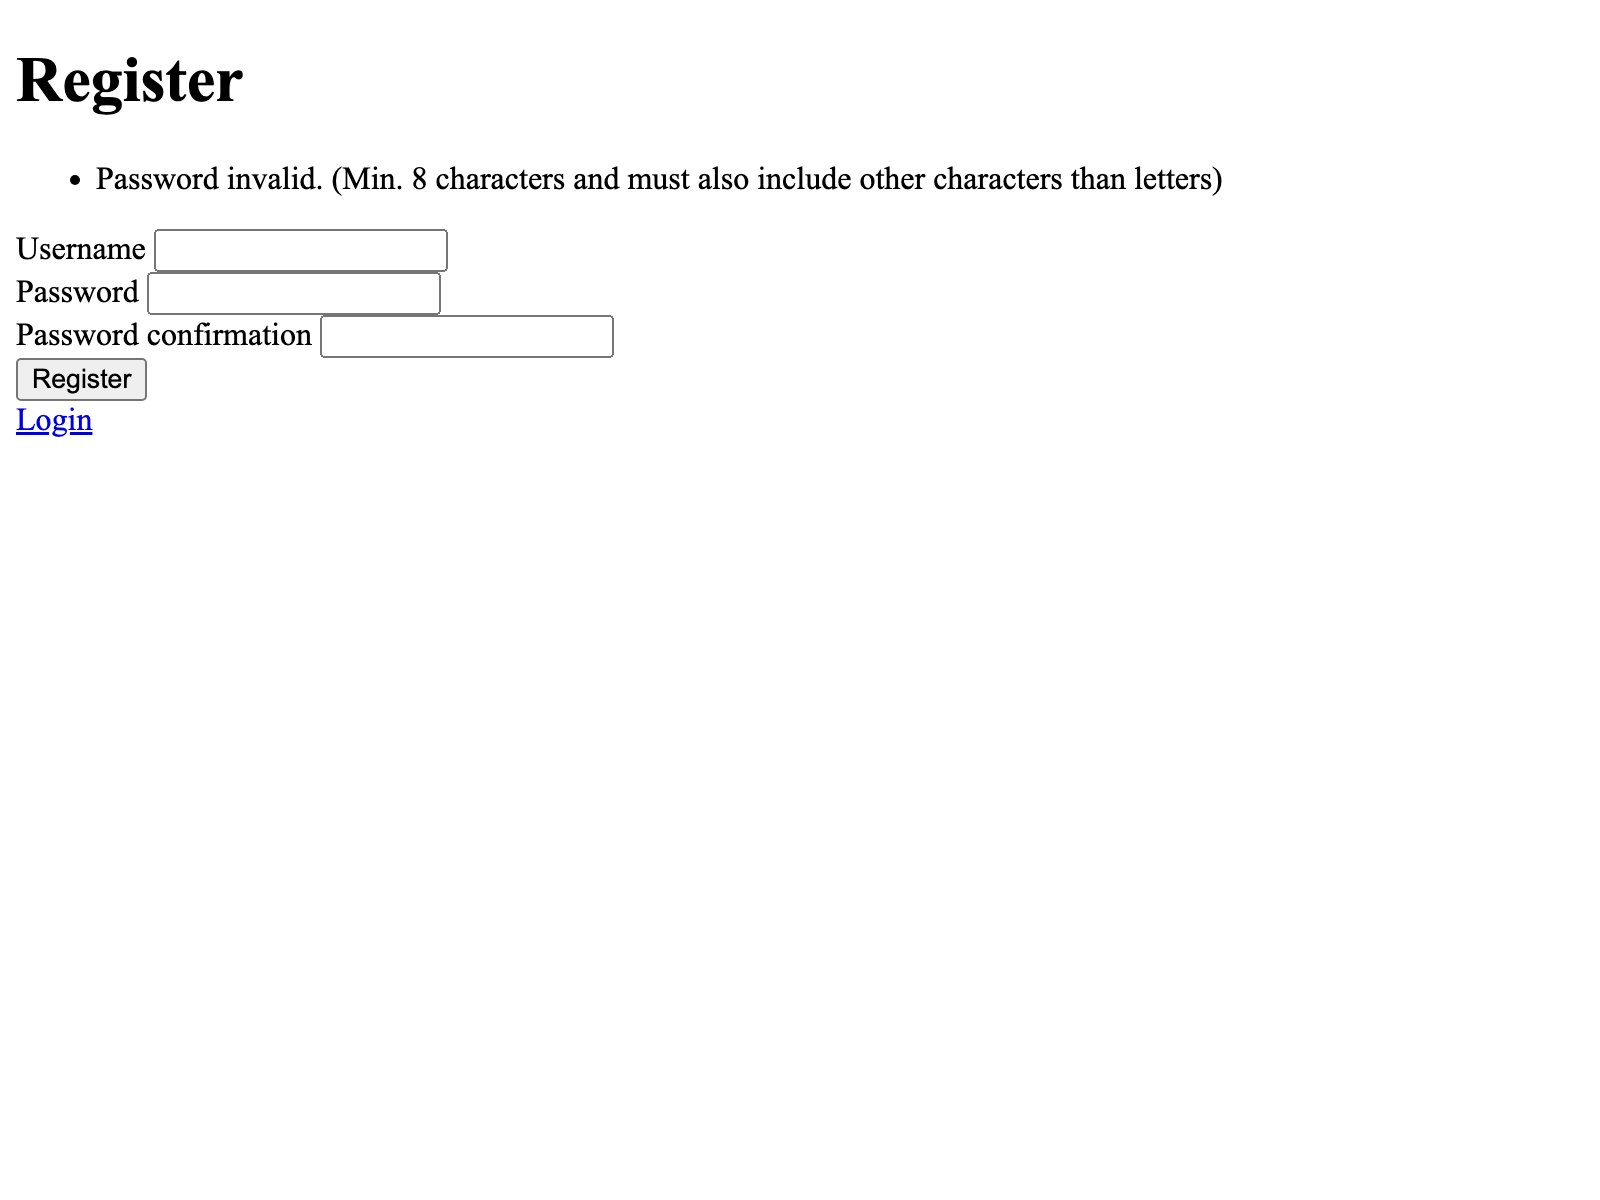 Register
Password invalid. (Min. 8 characters and must also include other characters than letters)
Username
Password
Password confirmation
Register
Login